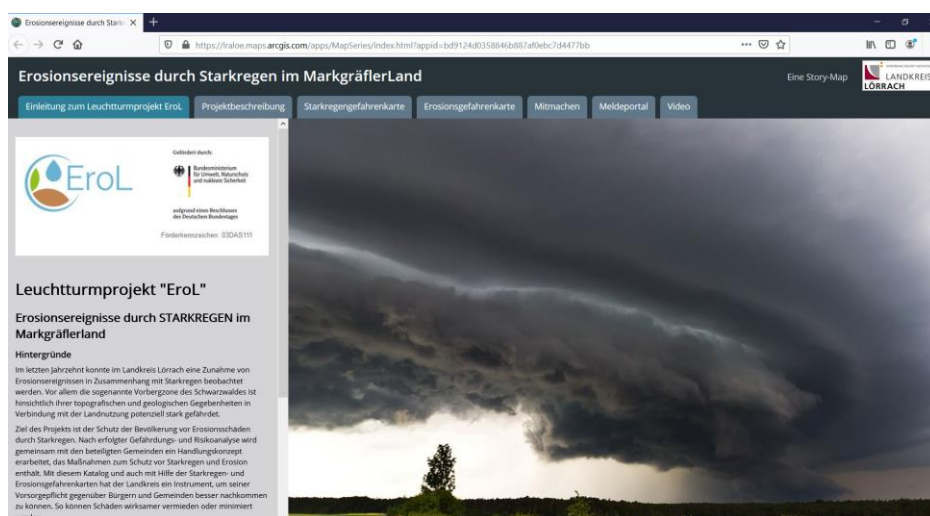 Erosionsereignisse durch Stark
https://lraloe.maps.arcgis.com/apps/MapSeries/index.html?appid=bd9124d0358846b887af0ebc7d4477bb
Erosionsereignisse durch Starkregen im MarkgräflerLand
Eine Story-Map
LANDKREIS
LÖRRACH
Einleitung zum Leuchtturmprojekt EroL
Projektbeschreibung
Starkregengefahrenkarte
Erosionsgefahrenkarte
Mitmachen
Meldeportal
Video
EroL
Gefördert durch:
Bundesministerium
für Umwelt, Naturschutz
und nukleare Sicherheit
aufgrund eines Beschlusses
des Deutschen Bundestages
Förderkennzeichen: 03DAS111
Leuchtturmprojekt "EroL"
Erosionsereignisse durch STARKREGEN im
Markgräflerland
Hintergründe
Im letzten Jahrzehnt konnte im Landkreis Lörrach eine Zunahme von
Erosionsereignissen in Zusammenhang mit Starkregen beobachtet
werden. Vor allem die sogenannte Vorbergzone des Schwarzwaldes ist
hinsichtlich ihrer topografischen und geologischen Gegebenheiten in
Verbindung mit der Landnutzung potenziell stark gefährdet.
Ziel des Projekts ist der Schutz der Bevölkerung vor Erosionsschäden
durch Starkregen. Nach erfolgter Gefährdungs- und Risikoanalyse wird
gemeinsam mit den beteiligten Gemeinden ein Handlungskonzept
erarbeitet, das Maßnahmen zum Schutz vor Starkregen und Erosion
enthält. Mit diesem Katalog und auch mit Hilfe der Starkregen- und
Erosionsgefahrenkarten hat der Landkreis ein Instrument, um seiner
Vorsorgepflicht gegenüber Bürgern und Gemeinden besser nachkommen
zu können. So können Schäden wirksamer vermieden oder minimiert